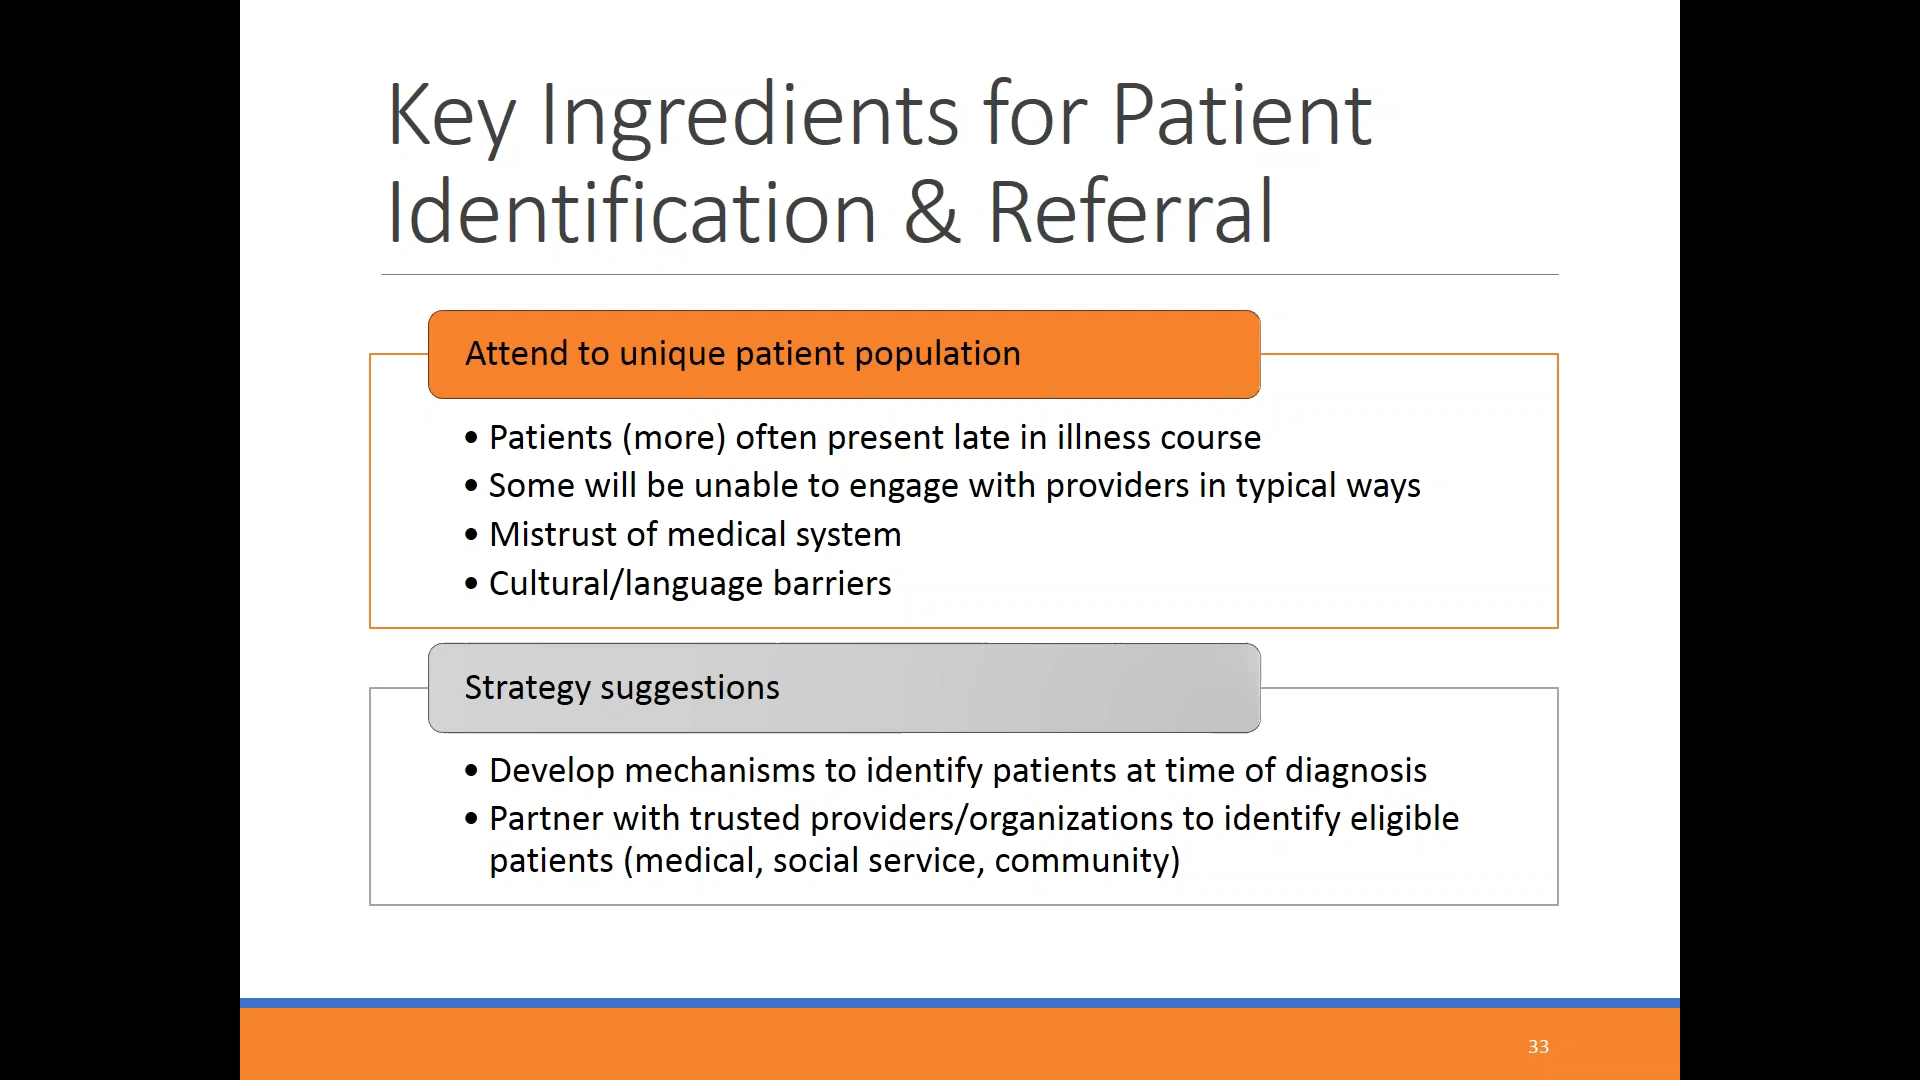 Key Ingredients for Patient
Identification & Referral
Attend to unique patient population
• Patients (more) often present late in illness course
• Some will be unable to engage with providers in typical ways
• Mistrust of medical system
• Cultural/language barriers
Strategy suggestions
• Develop mechanisms to identify patients at time of diagnosis
• Partner with trusted providers/organizations to identify eligible
patients (medical, social service, community)
33